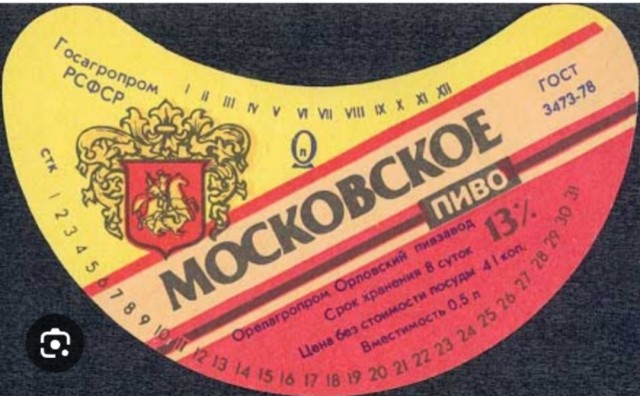 Госагропром
РСФСР
I II III IV V VI VII VIII IX X XI XII
ГОСТ
3473-78
П
СТК
МОСКОВСКОЕ
ПИВО
13%
Орелагропром Орловский пивзавод
Срок хранения 8 суток
Цена без стоимости посуды 41 коп.
Вместимость 0,5 л
1 2 3 4 5 6 7 8 9 10 11 12 13 14 15 16 17 18 19 20 21 22 23 24 25 26 27 28 29 30 31